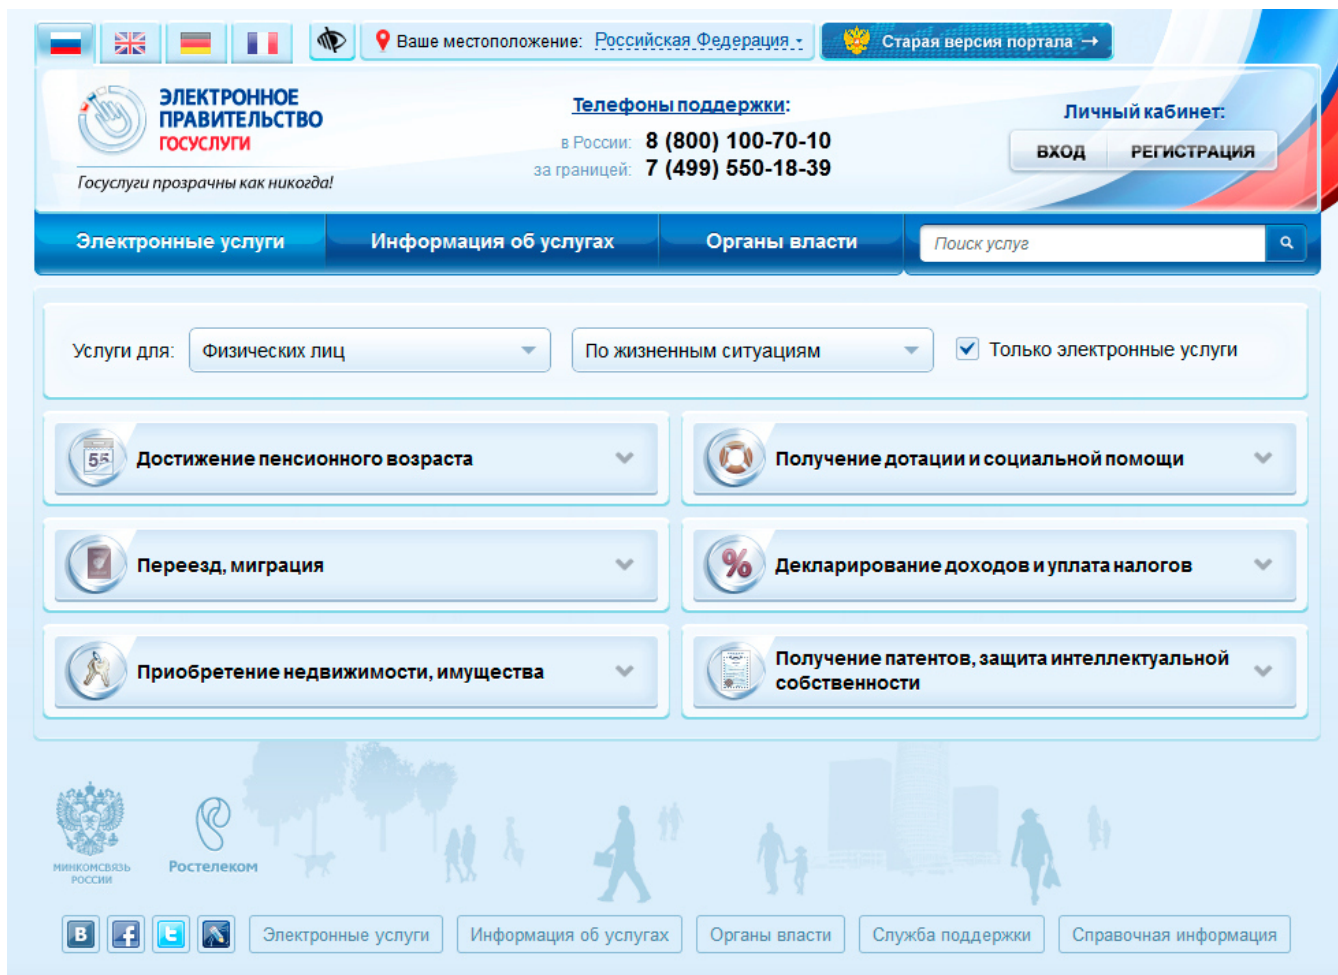 Ваше местоположение: Российская Федерация
Старая версия портала →
ЭЛЕКТРОННОЕ
ПРАВИТЕЛЬСТВО
ГОСУСЛУГИ
Госуслуги прозрачны как никогда!
Телефоны поддержки:
в России: 8 (800) 100-70-10
за границей: 7 (499) 550-18-39
Личный кабинет:
ВХОД РЕГИСТРАЦИЯ
Электронные услуги
Информация об услугах
Органы власти
Поиск услуг
Услуги для: Физических лиц
По жизненным ситуациям
Только электронные услуги
55
Достижение пенсионного возраста
Получение дотации и социальной помощи
Переезд, миграция
%
Декларирование доходов и уплата налогов
Приобретение недвижимости, имущества
Получение патентов, защита интеллектуальной
собственности
МИНКОМСВЯЗЬ
РОССИИ
Ростелеком
В f t
Электронные услуги
Информация об услугах
Органы власти
Служба поддержки
Справочная информация